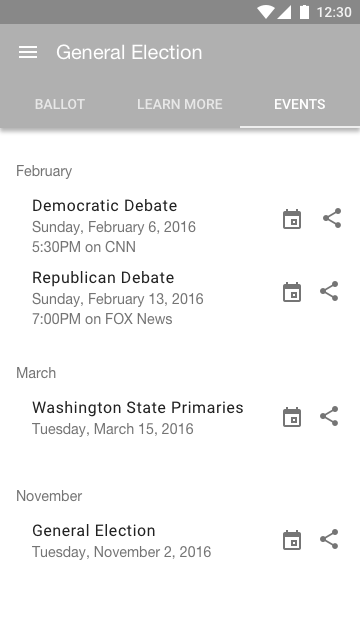 12:30
General Election
BALLOT LEARN MORE EVENTS
February
Democratic Debate
Sunday, February 6, 2016
5:30PM on CNN
Republican Debate
Sunday, February 13, 2016
7:00PM on FOX News
March
Washington State Primaries
Tuesday, March 15, 2016
November
General Election
Tuesday, November 2, 2016